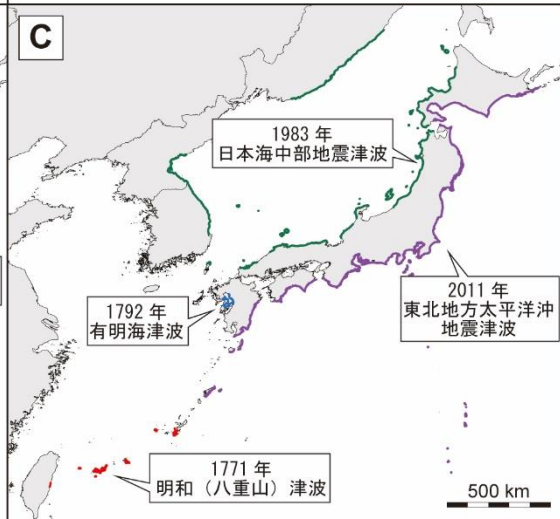 C
1983 年
日本海中部地震津波
2011 年
東北地方太平洋沖
地震津波
1792 年
有明海津波
1771 年
明和（八重山）津波
500 km